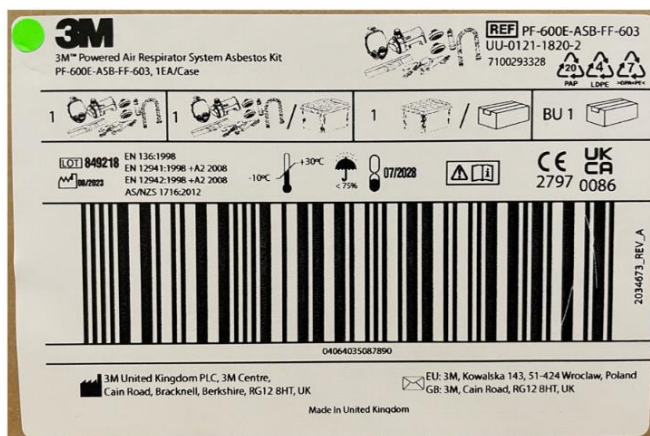 3M
3M™ Powered Air Respirator System Asbestos Kit
PF-600E-ASB-FF-603, 1EA/Case
REF PF-600E-ASB-FF-603
UU-0121-1820-2
7100293328
20 4 7
PAP LDPE
1 1 / 1 / BU 1
LOT 849218
08/2023
EN 136:1998
EN 12941:1998 +A2 2008
EN 12942:1998 +A2 2008
AS/NZS 1716:2012
-10°C +30°C
< 75%
07/2028
CE
2797
UK
CA
0086
2034673_REV_A
04064035087890
3M United Kingdom PLC, 3M Centre,
Cain Road, Bracknell, Berkshire, RG12 8HT, UK
EU: 3M, Kowalska 143, 51-424 Wroclaw, Poland
GB: 3M, Cain Road, RG12 8HT, UK
Made in United Kingdom